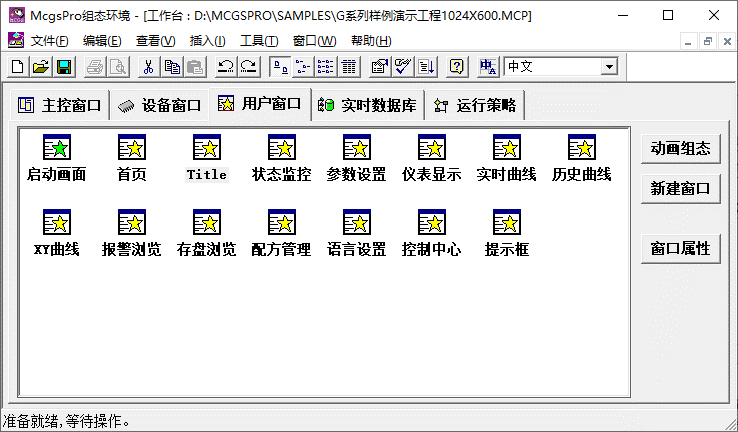 McgsPro组态环境 - [工作台 : D:\MCGSPRO\SAMPLES\G系列样例演示工程1024X600.MCP]
文件(F) 编辑(E) 查看(V) 插入(I) 工具(T) 窗口(W) 帮助(H)
中文
主控窗口 设备窗口 用户窗口 实时数据库 运行策略
启动画面 首页 Title 状态监控 参数设置 仪表显示 实时曲线 历史曲线
XY曲线 报警浏览 存盘浏览 配方管理 语言设置 控制中心 提示框
动画组态
新建窗口
窗口属性
准备就绪,等待操作。